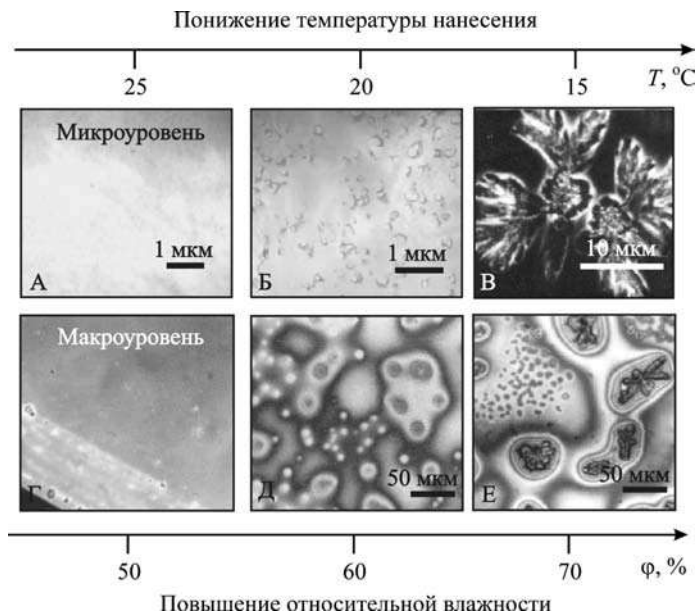 Понижение температуры нанесения
25 20 15 T, °C
Микроуровень
1 мкм 1 мкм 10 мкм
А Б В
Макроуровень
50 мкм 50 мкм
Г Д Е
50 60 70 φ, %
Повышение относительной влажности